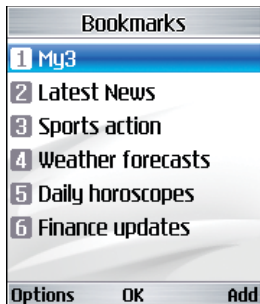 Bookmarks
1 My3
2 Latest News
3 Sports action
4 Weather forecasts
5 Daily horoscopes
6 Finance updates
Options OK Add